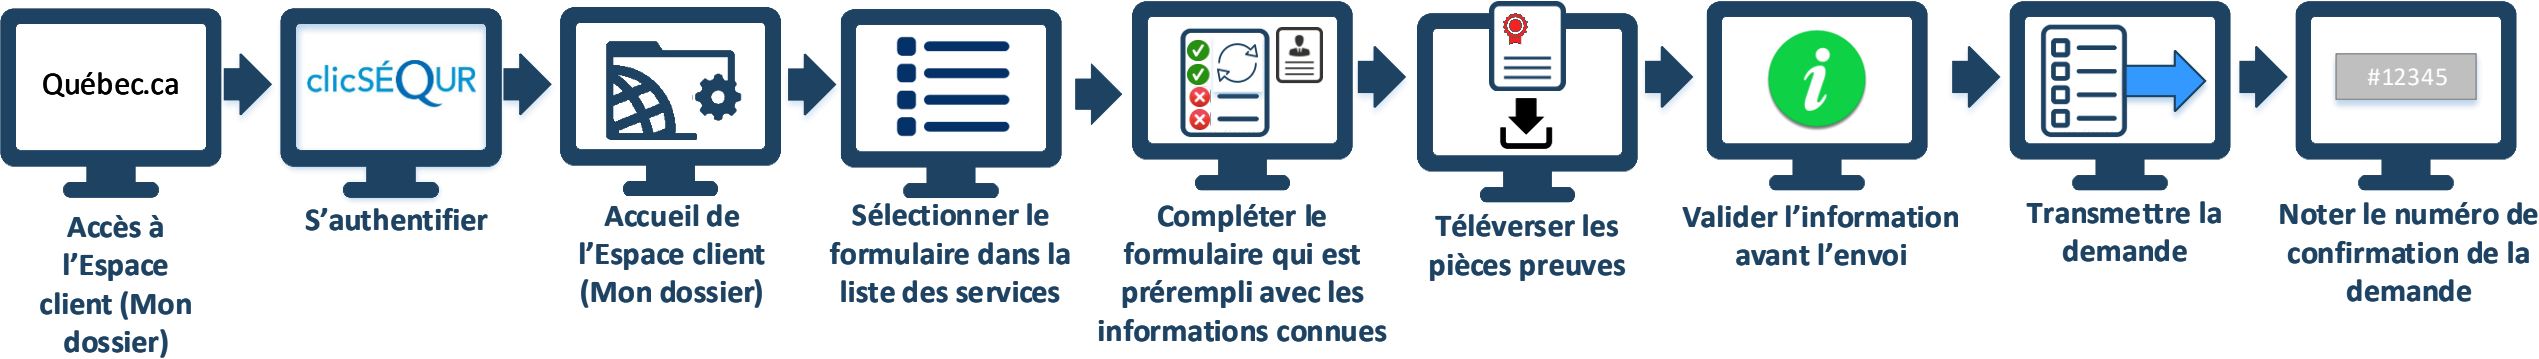 Québec.ca
clicSÉQUR
#12345
Accès à
l'Espace
client (Mon
dossier)
S'authentifier
Accueil de
l'Espace client
(Mon dossier)
Sélectionner le
formulaire dans la
liste des services
Compléter le
formulaire qui est
prérempli avec les
informations connues
Téléverser les
pièces preuves
Valider l'information
avant l'envoi
Transmettre la
demande
Noter le numéro de
confirmation de la
demande